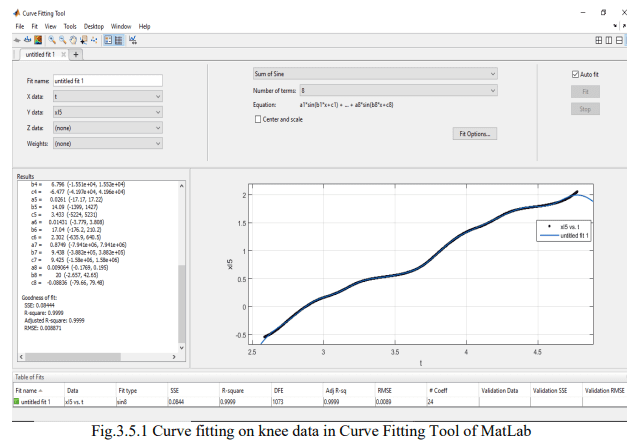 Curve Fitting Tool
File Fit View Tools Desktop Window Help
untitled fit 1
Fit name: untitled fit 1
X data: t
Y data: xl5
Z data: (none)
Weights: (none)
Sum of Sine
Number of terms: 8
Equation: a1*sin(b1*x+c1) + ... + a8*sin(b8*x+c8)
Center and scale
Fit Options...
Auto fit
Fit
Stop
Results
b4 = 6.796 (-1.551e+04, 1.552e+04)
c4 = -6.477 (-4.197e+04, 4.196e+04)
a5 = 0.0261 (-17.17, 17.22)
b5 = 14.09 (-1399, 1427)
c5 = 3.433 (-5224, 5231)
a6 = 0.01431 (-3.779, 3.808)
b6 = 17.04 (-176.2, 210.2)
c6 = 2.302 (-635.9, 640.5)
a7 = 0.8749 (-7.941e+06, 7.941e+06)
b7 = 9.438 (-3.882e+05, 3.882e+05)
c7 = 9.425 (-1.58e+06, 1.58e+06)
a8 = 0.009064 (-0.1769, 0.195)
b8 = 20 (-2.657, 42.65)
c8 = -0.08836 (-79.66, 79.48)
Goodness of fit:
SSE: 0.08444
R-square: 0.9999
Adjusted R-square: 0.9999
RMSE: 0.008871
2
1.5
1
0.5
0
-0.5
xl5
2.5 3 3.5 4 4.5
t
xl5 vs. t
untitled fit 1
Table of Fits
Fit name Data Fit type SSE R-square DFE Adj R-sq RMSE # Coeff Validation Data Validation SSE Validation RMSE
untitled fit 1 xl5 vs. t sin8 0.0844 0.9999 1073 0.9999 0.0089 24
Fig.3.5.1 Curve fitting on knee data in Curve Fitting Tool of MatLab